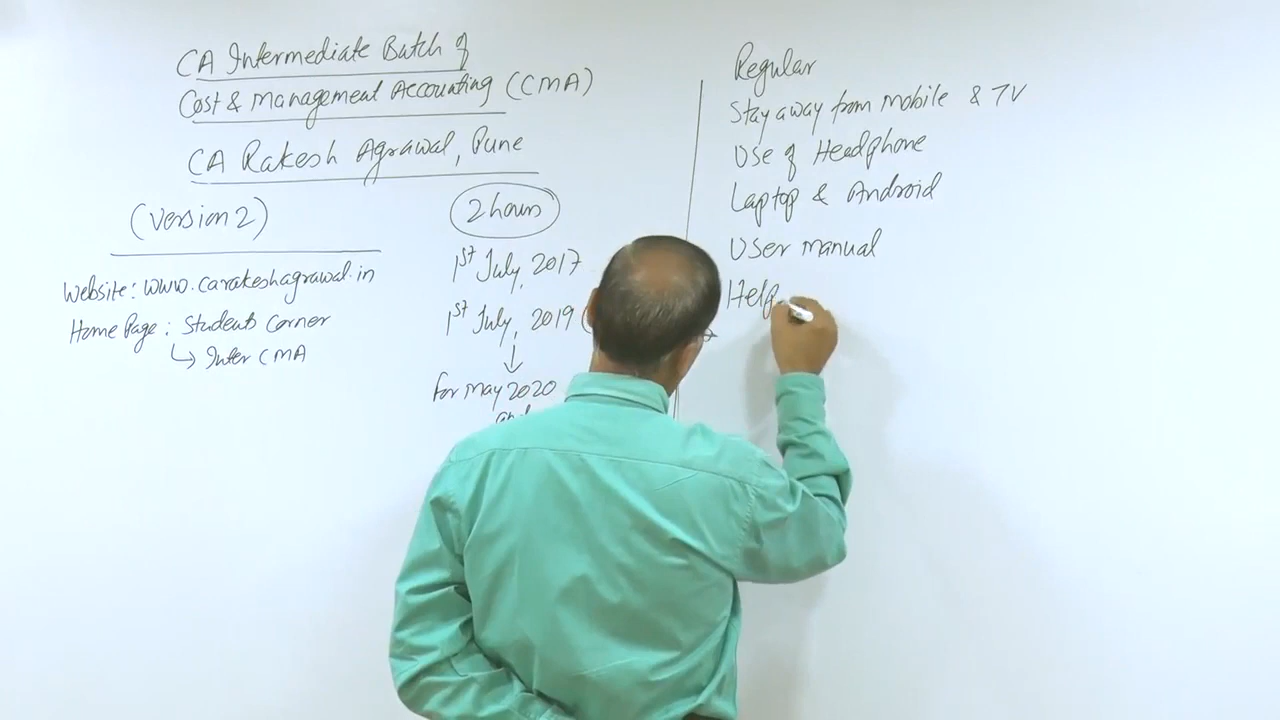 CA Intermediate Batch of
Cost & Management Accounting (CMA)
CA Rakesh Agrawal, Pune
(Version 2)
Website: www.carakeshagrawal.in
Home Page: Students Corner
↳ Inter CMA
2 hours
1st July, 2017
1st July, 2019 (
↓
For May 2020
and
Regular
Stay away from mobile & TV
Use of Headphone
Laptop & Android
User manual
Help